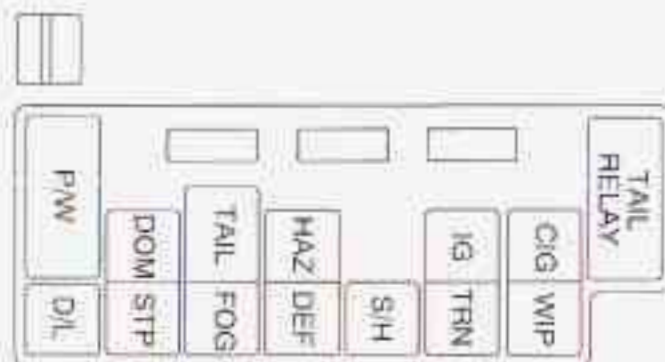 P/W
D/L
DOM
STP
TAIL
FOG
HAZ
DEF
S/H
IG
TRN
CIG
WIP
TAIL
RELAY